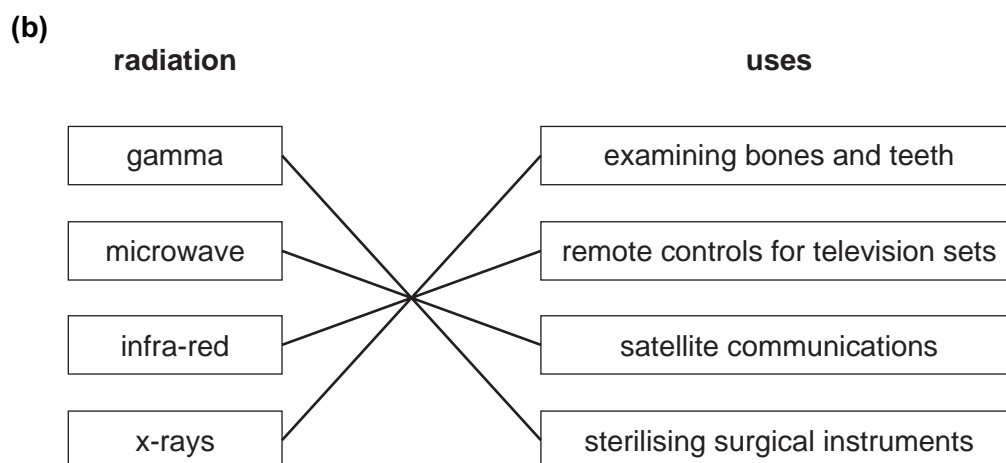 (b)
radiation uses
gamma examining bones and teeth
microwave remote controls for television sets
infra-red satellite communications
x-rays sterilising surgical instruments